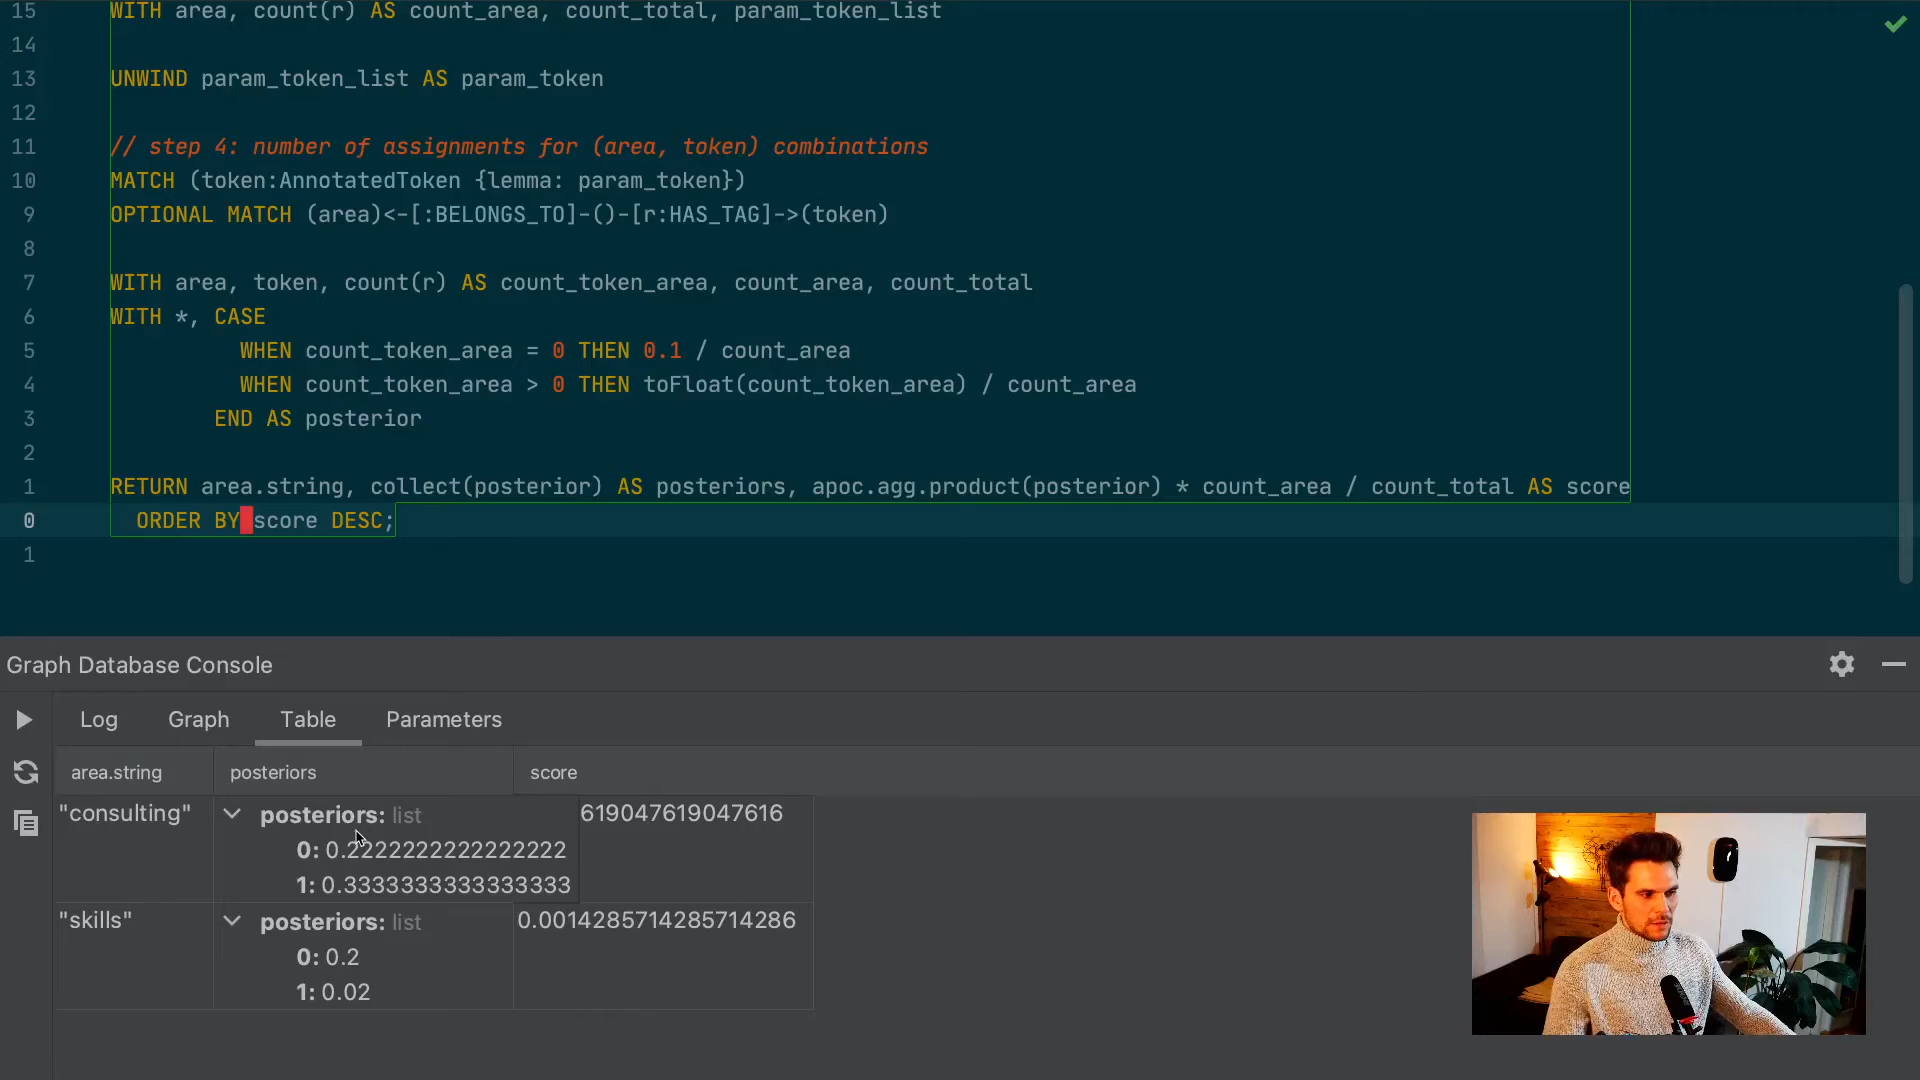 15 WITH area, count(r) AS count_area, count_total, param_token_list
14
13 UNWIND param_token_list AS param_token
12
11 // step 4: number of assignments for (area, token) combinations
10 MATCH (token:AnnotatedToken {lemma: param_token})
9 OPTIONAL MATCH (area)<-[:BELONGS_TO]-()-[r:HAS_TAG]->(token)
8
7 WITH area, token, count(r) AS count_token_area, count_area, count_total
6 WITH *, CASE
5 WHEN count_token_area = 0 THEN 0.1 / count_area
4 WHEN count_token_area > 0 THEN toFloat(count_token_area) / count_area
3 END AS posterior
2
1 RETURN area.string, collect(posterior) AS posteriors, apoc.agg.product(posterior) * count_area / count_total AS score
0 ORDER BY score DESC;
1
Graph Database Console
Log Graph Table Parameters
area.string posteriors score
"consulting" posteriors: list 619047619047616
0: 0.2222222222222222
1: 0.3333333333333333
"skills" posteriors: list 0.0014285714285714286
0: 0.2
1: 0.02